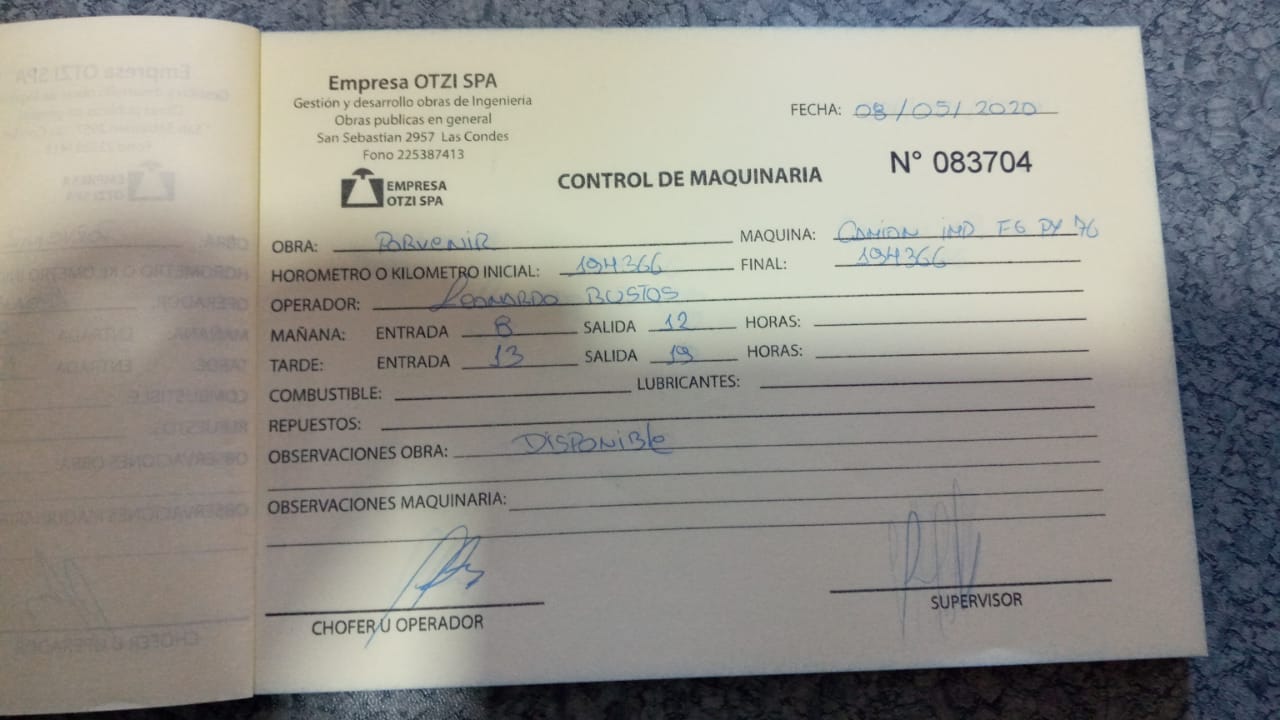 Empresa OTZI SPA
Gestión y desarrollo obras de Ingenieria
Obras publicas en general
San Sebastian 2957 Las Condes
Fono 225387413
EMPRESA
OTZI SPA
FECHA: 08/05/2020
CONTROL DE MAQUINARIA
N° 083704
OBRA: Porvenir MAQUINA: Camion imp FG PY 76
HOROMETRO O KILOMETRO INICIAL: 194366 FINAL: 194366
OPERADOR: Leonardo Bustos
MAÑANA: ENTRADA 8 SALIDA 12 HORAS:
TARDE: ENTRADA 13 SALIDA 19 HORAS:
COMBUSTIBLE: LUBRICANTES:
REPUESTOS:
OBSERVACIONES OBRA: Disponible
OBSERVACIONES MAQUINARIA:
CHOFER U OPERADOR
SUPERVISOR